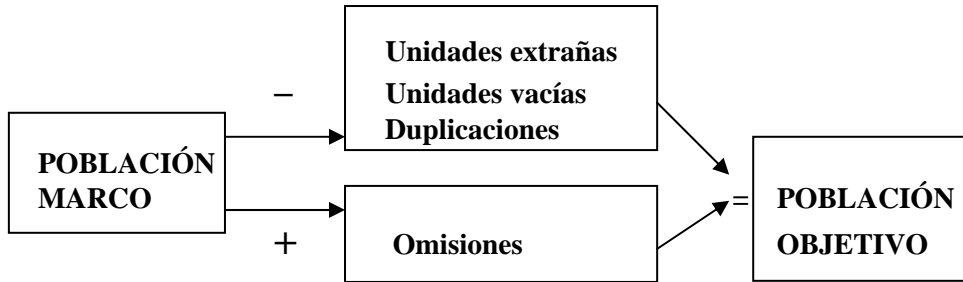 Unidades extrañas
−
Unidades vacías
Duplicaciones
POBLACIÓN
MARCO
+
Omisiones
=
POBLACIÓN
OBJETIVO